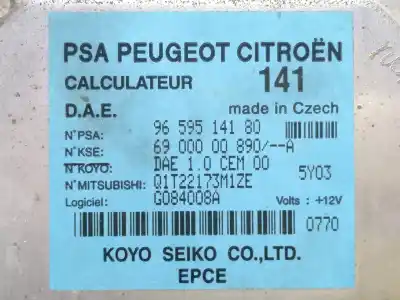 PSA PEUGEOT CITROËN
CALCULATEUR 141
D.A.E. made in Czech
N°PSA: 96 595 141 80
N°KSE: 69 000 00 890/--A
N°KOYO: DAE 1.0 CEM 00 5Y03
N°MITSUBISHI: Q1T22173M1ZE
Logiciel: G084008A Volts : +12V
0770
KOYO SEIKO CO.,LTD.
EPCE